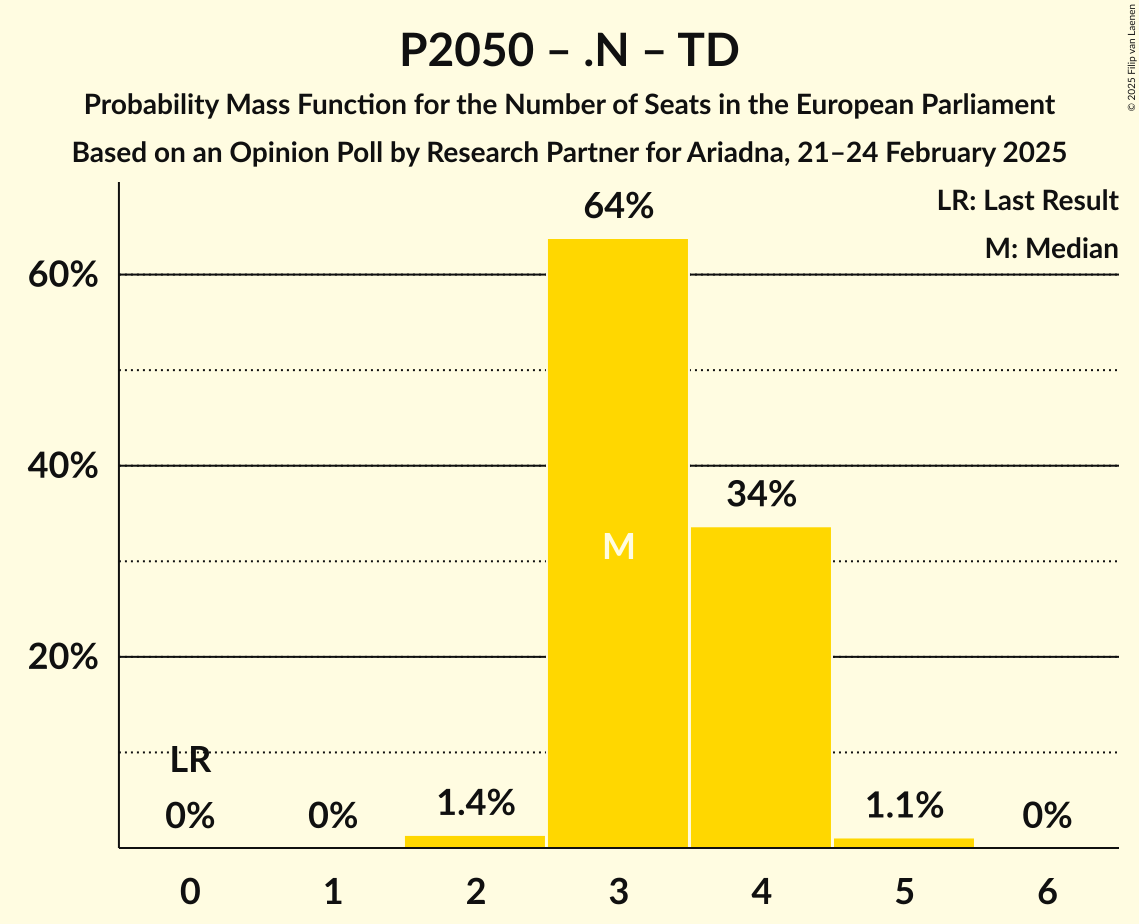 P2050 – .N – TD
Probability Mass Function for the Number of Seats in the European Parliament
Based on an Opinion Poll by Research Partner for Ariadna, 21–24 February 2025
© 2025 Filip van Laenen
LR: Last Result
M: Median
64%
60%
40%
34%
M
20%
LR
0%
0%
1.4%
1.1%
0%
0 1 2 3 4 5 6